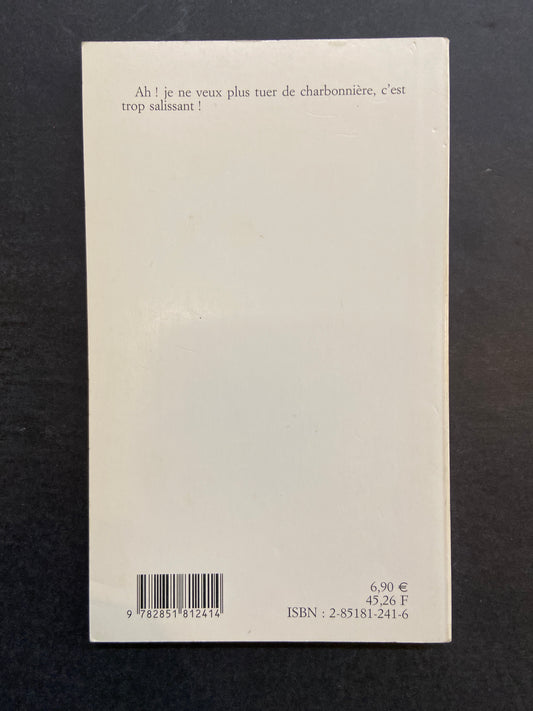 Ah ! je ne veux plus tuer de charbonnière, c'est
trop salissant !
6,90 €
45,26 F
ISBN : 2-85181-241-6
9 782851 812414